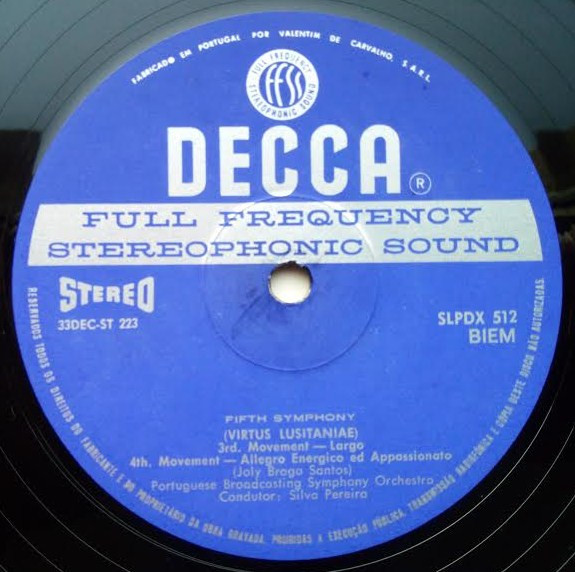 FABRICADO EM PORTUGAL POR VALENTIM DE CARVALHO, S.A.R.L.
FULL FREQUENCY
FFSS
STEREOPHONIC SOUND
DECCA ®
FULL FREQUENCY
STEREOPHONIC SOUND
STEREO
33DEC-ST 223
SLPDX 512
BIEM
FIFTH SYMPHONY
(VIRTUS LUSITANIAE)
3rd. Movement — Largo
4th. Movement — Allegro Energico ed Appassionato
(Joly Braga Santos)
Portuguese Broadcasting Symphony Orchestra
Condutor: Silva Pereira
RESERVADOS TODOS OS DIREITOS DO FABRICANTE E DO PROPRIETÁRIO DA OBRA GRAVADA. PROIBIDAS A EXECUÇÃO PÚBLICA, TRANSMISSÃO RADIOFÓNICA E CÓPIA DESTE DISCO NÃO AUTORIZADAS.